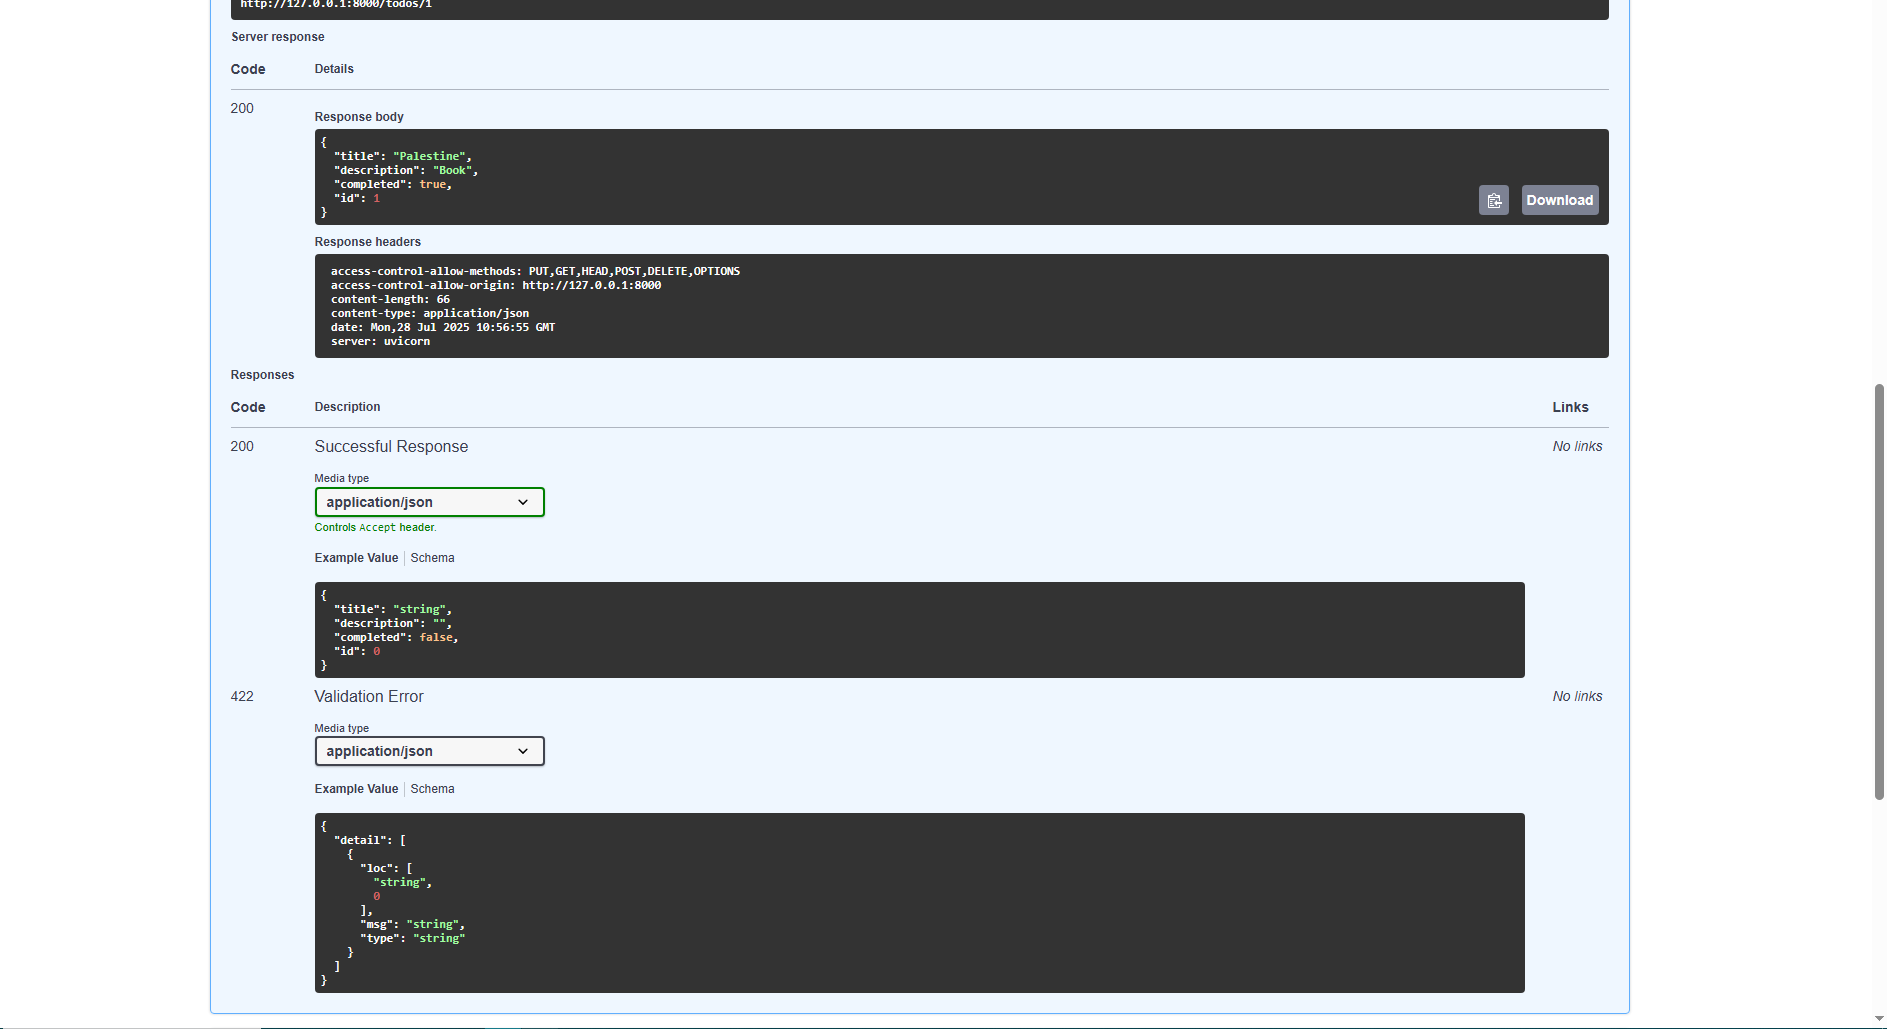 http://127.0.0.1:8000/todos/1
Server response
Code Details
200
Response body
{
  "title": "Palestine",
  "description": "Book",
  "completed": true,
  "id": 1
}
Download
Response headers
access-control-allow-methods: PUT,GET,HEAD,POST,DELETE,OPTIONS
access-control-allow-origin: http://127.0.0.1:8000
content-length: 66
content-type: application/json
date: Mon,28 Jul 2025 10:56:55 GMT
server: uvicorn
Responses
Code Description Links
200 Successful Response No links
Media type
application/json
Controls Accept header.
Example Value Schema
{
  "title": "string",
  "description": "",
  "completed": false,
  "id": 0
}
422 Validation Error No links
Media type
application/json
Example Value Schema
{
  "detail": [
    {
      "loc": [
        "string",
        0
      ],
      "msg": "string",
      "type": "string"
    }
  ]
}